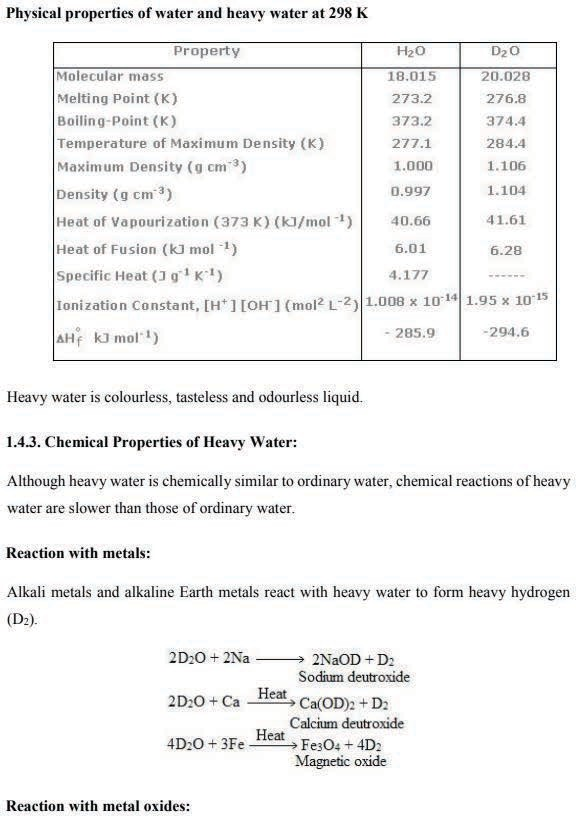 Physical properties of water and heavy water at 298 K
Property H₂O D₂O
Molecular mass 18.015 20.028
Melting Point (K) 273.2 276.8
Boiling-Point (K) 373.2 374.4
Temperature of Maximum Density (K) 277.1 284.4
Maximum Density (g cm⁻³) 1.000 1.106
Density (g cm⁻³) 0.997 1.104
Heat of Vapourization (373 K) (kJ/mol⁻¹) 40.66 41.61
Heat of Fusion (kJ mol⁻¹) 6.01 6.28
Specific Heat (J g⁻¹ K⁻¹) 4.177 ------
Ionization Constant, [H⁺] [OH⁻] (mol² L⁻²) 1.008 x 10⁻¹⁴ 1.95 x 10⁻¹⁵
ΔH°f kJ mol⁻¹) - 285.9 -294.6
Heavy water is colourless, tasteless and odourless liquid.
1.4.3. Chemical Properties of Heavy Water:
Although heavy water is chemically similar to ordinary water, chemical reactions of heavy
water are slower than those of ordinary water.
Reaction with metals:
Alkali metals and alkaline Earth metals react with heavy water to form heavy hydrogen
(D₂).
2D₂O + 2Na ⟶ 2NaOD + D₂
Sodium deutroxide
2D₂O + Ca Heat⟶ Ca(OD)₂ + D₂
Calcium deutroxide
4D₂O + 3Fe Heat⟶ Fe₃O₄ + 4D₂
Magnetic oxide
Reaction with metal oxides: